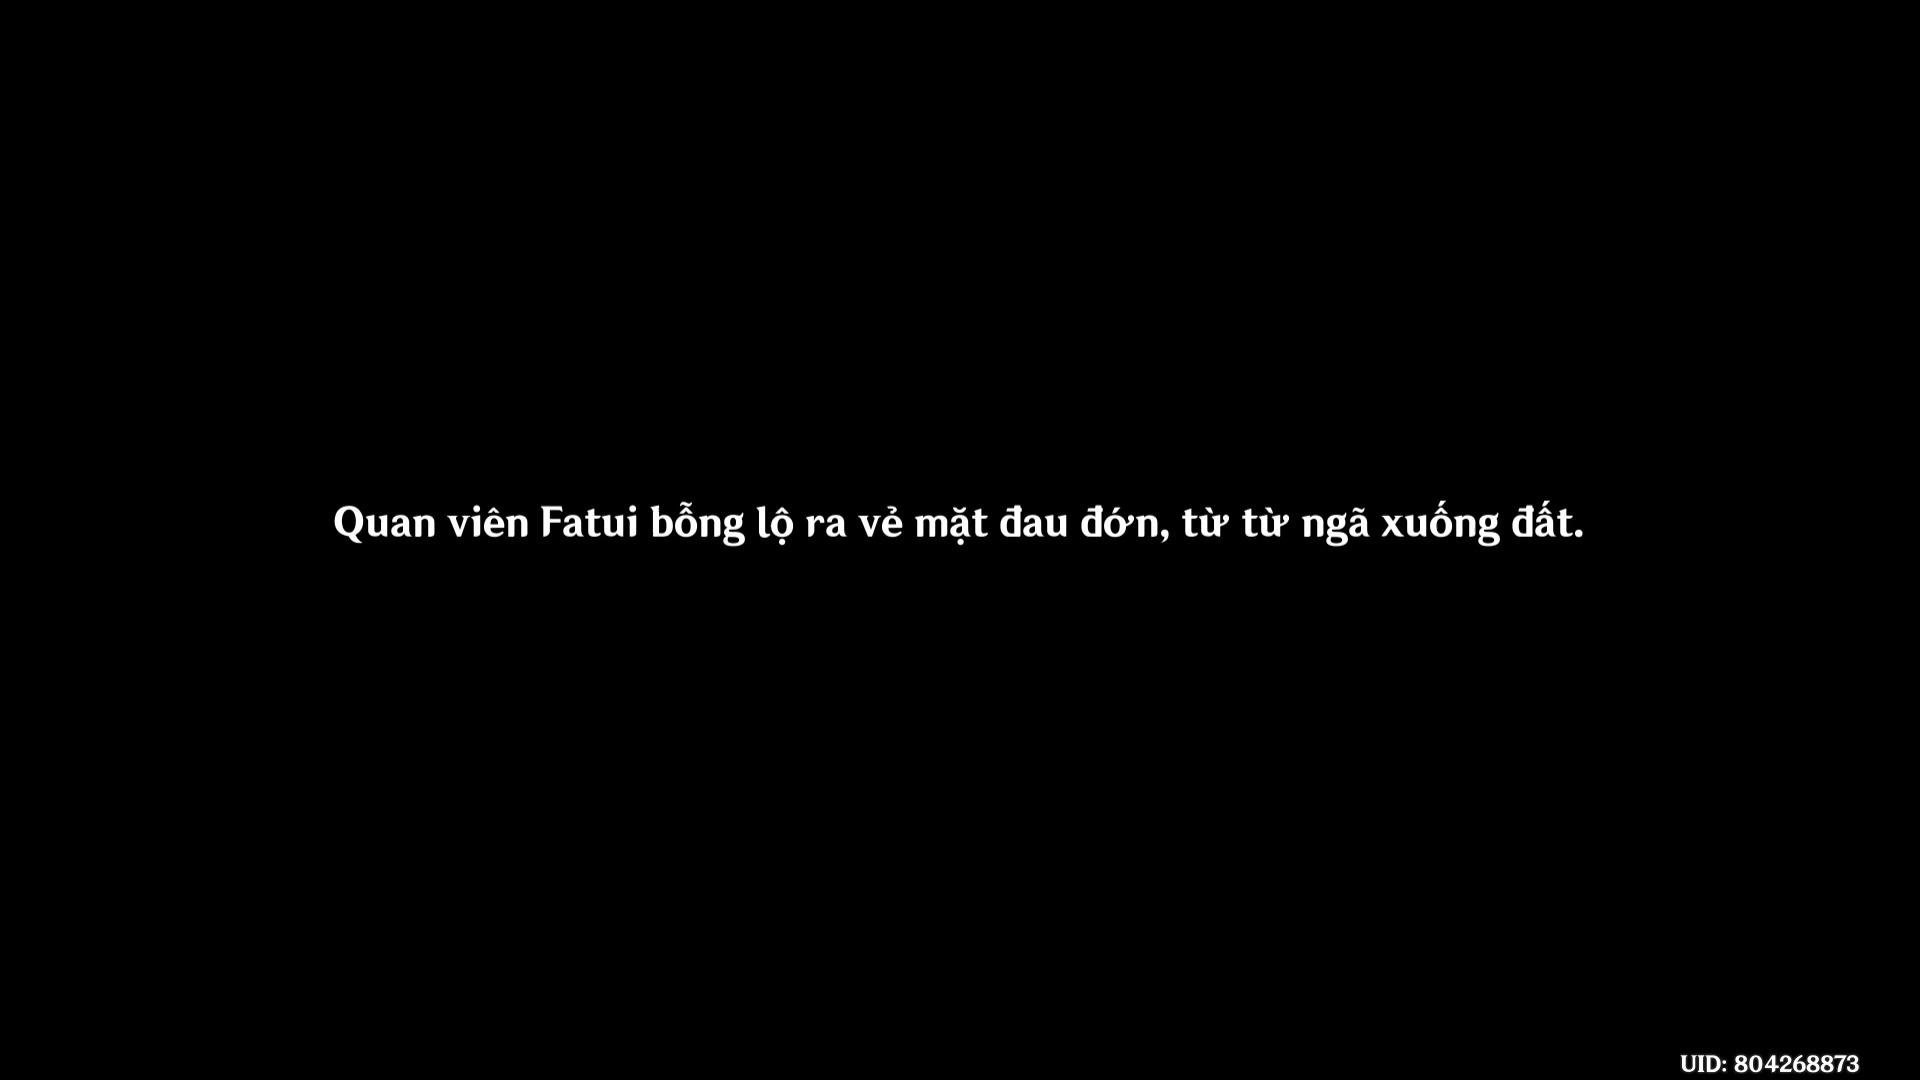 Quan viên Fatui bỗng lộ ra vẻ mặt đau đớn, từ từ ngã xuống đất.
UID: 804268873